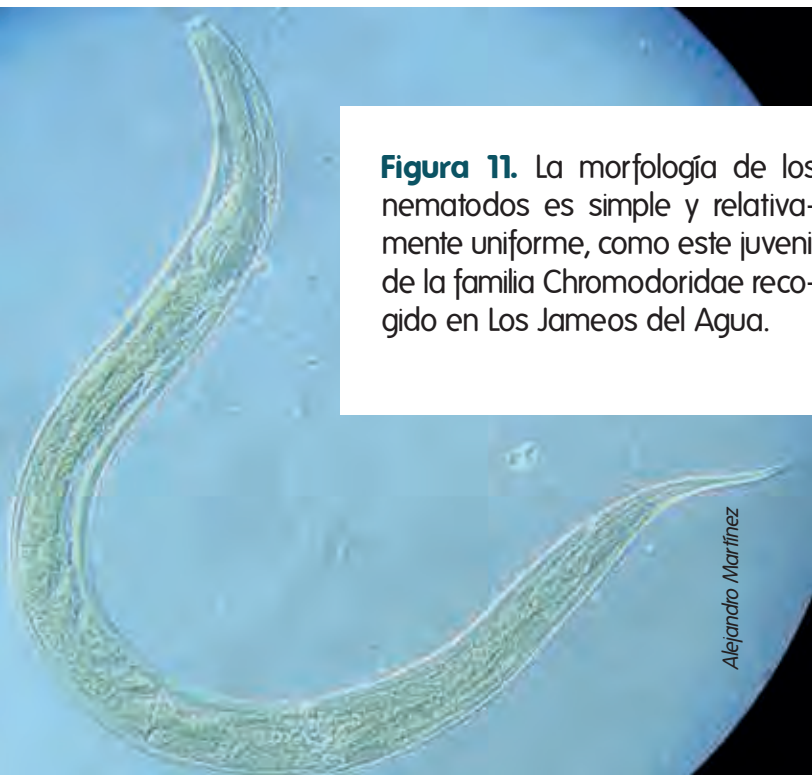 Figura 11. La morfología de los
nematodos es simple y relativa-
mente uniforme, como este juveni
de la familia Chromodoridae reco-
gido en Los Jameos del Agua.
Alejandro Martínez